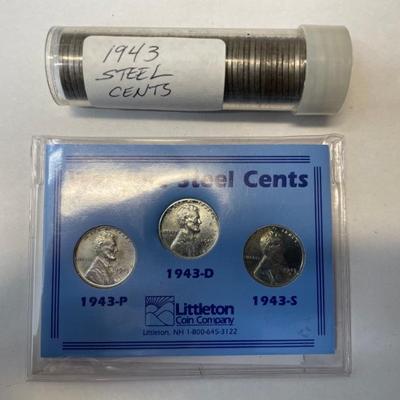 1943
STEEL
CENTS
Steel Cents
1943-D
1943-P
1943-S
Littleton
Coin Company
Littleton, NH 1-800-645-3122